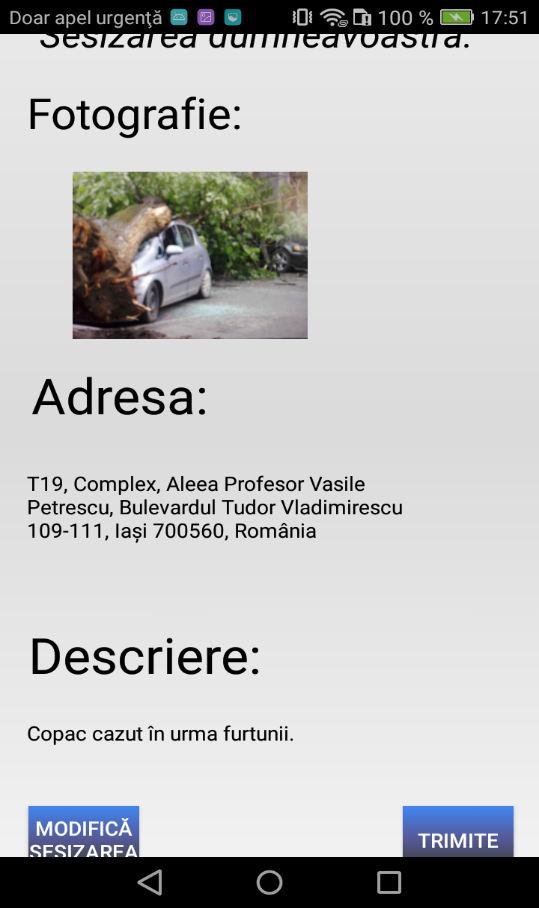 Doar apel urgență 100 % 17:51
Sesizarea dumneavoastră:
Fotografie:
Adresa:
T19, Complex, Aleea Profesor Vasile
Petrescu, Bulevardul Tudor Vladimirescu
109-111, Iași 700560, România
Descriere:
Copac cazut în urma furtunii.
MODIFICĂ
SESIZAREA
TRIMITE